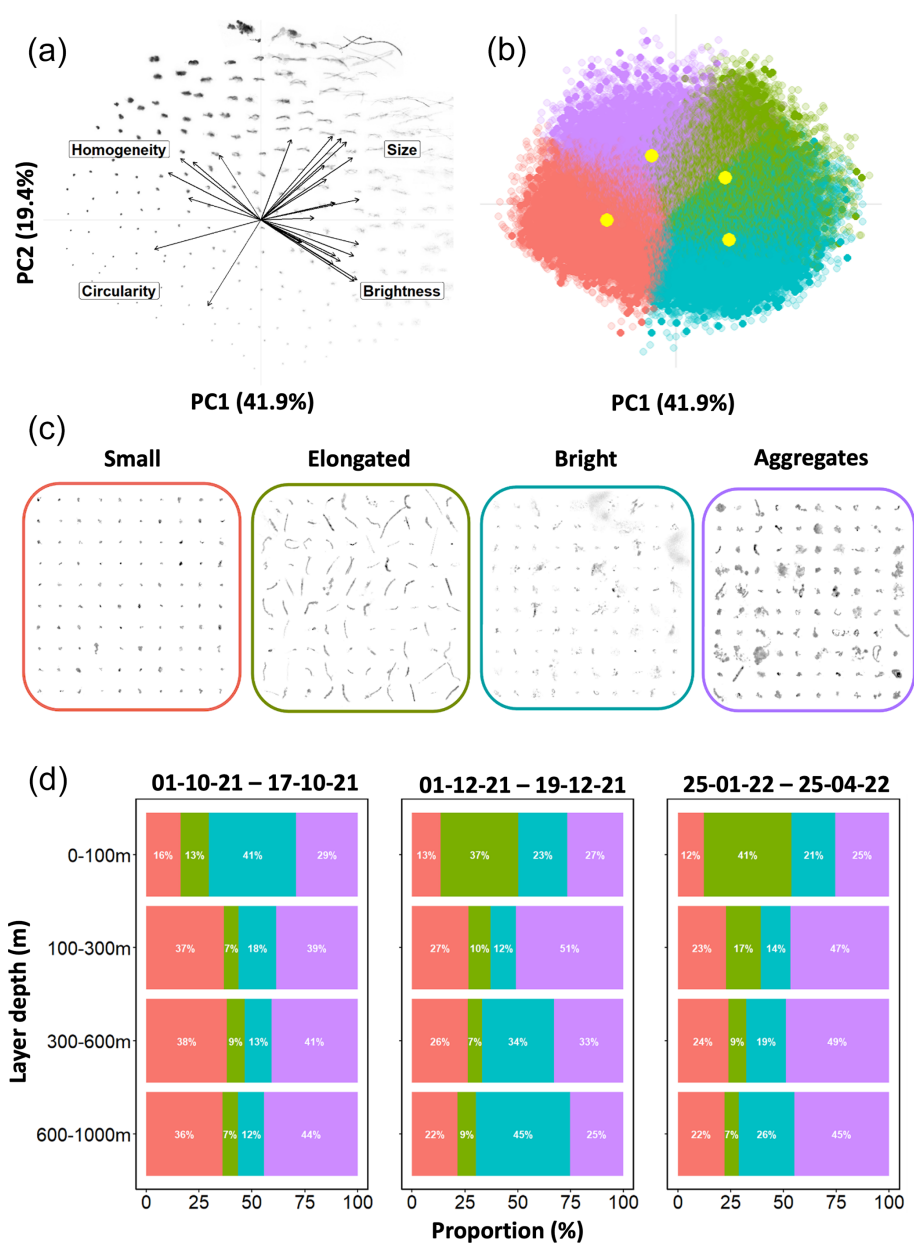 (a)
(b)
Homogeneity
Size
Circularity
Brightness
PC2 (19.4%)
PC1 (41.9%)
PC1 (41.9%)
(c)
Small
Elongated
Bright
Aggregates
(d)
01-10-21 – 17-10-21
01-12-21 – 19-12-21
25-01-22 – 25-04-22
Layer depth (m)
0-100m
16% 13% 41% 29%
13% 37% 23% 27%
12% 41% 21% 25%
100-300m
37% 7% 18% 39%
27% 10% 12% 51%
23% 17% 14% 47%
300-600m
38% 9% 13% 41%
26% 7% 34% 33%
24% 9% 19% 49%
600-1000m
36% 7% 12% 44%
22% 9% 45% 25%
22% 7% 26% 45%
0 25 50 75 100
0 25 50 75 100
0 25 50 75 100
Proportion (%)